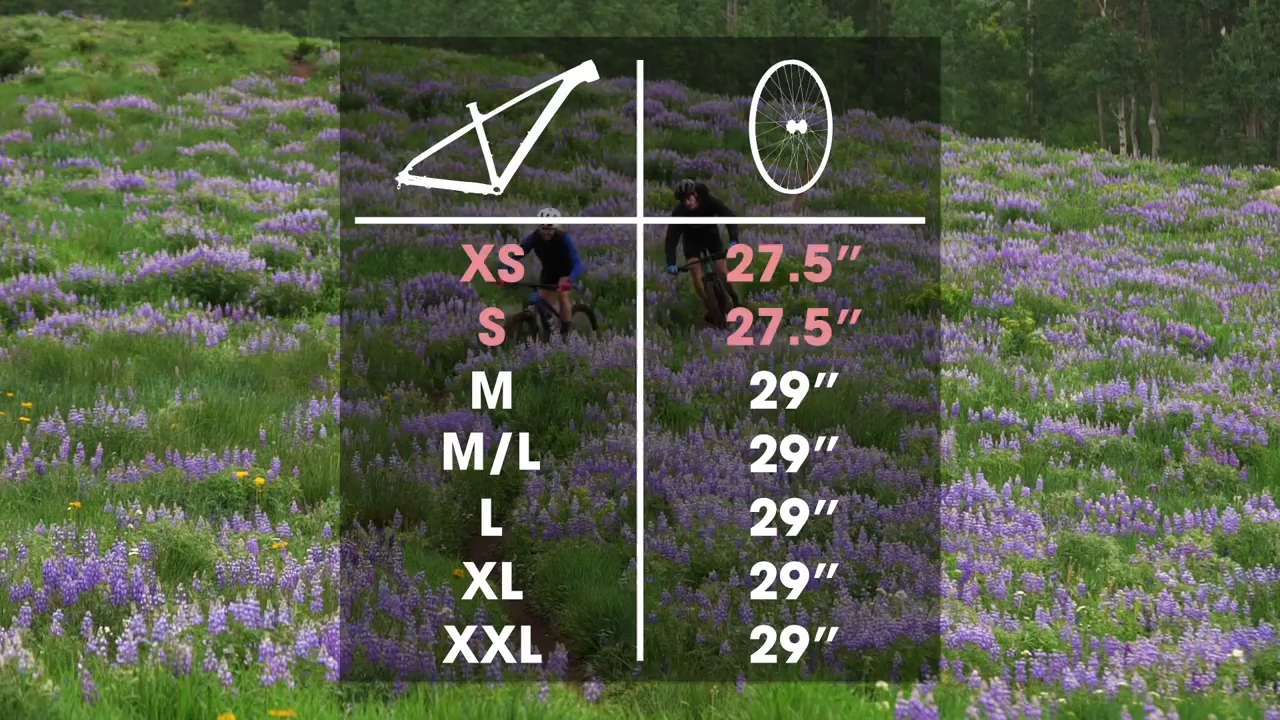 XS 27.5”
S 27.5”
M 29”
M/L 29”
L 29”
XL 29”
XXL 29”